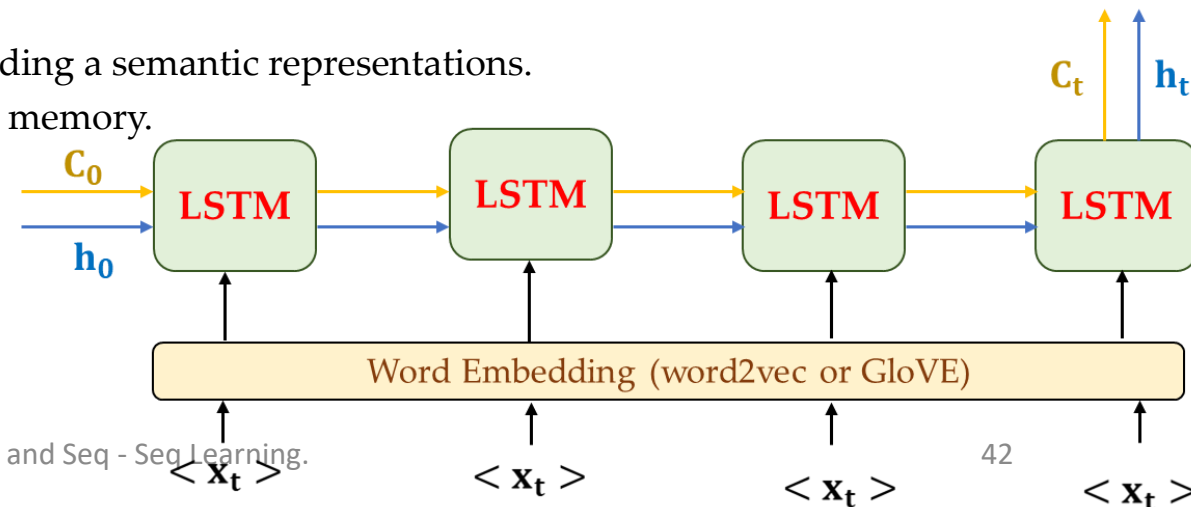 ding a semantic representations.
memory.
C₀
h₀
LSTM
LSTM
LSTM
LSTM
Cₜ
hₜ
Word Embedding (word2vec or GloVE)
and Seq - Seq Learning.
42
< xₜ >
< xₜ >
< xₜ >
< xₜ >